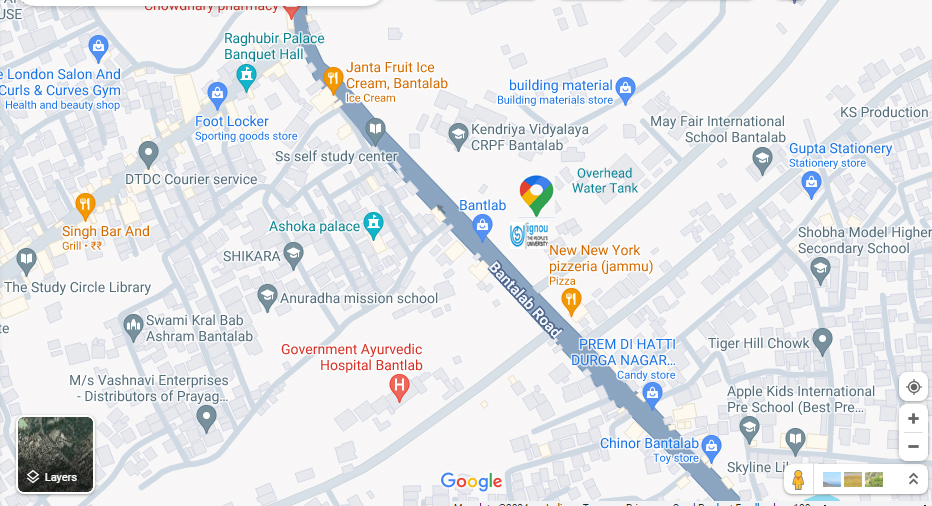 Chowdhary pharmacy
USE
Raghubir Palace
Banquet Hall
e London Salon And
Curls & Curves Gym
Health and beauty shop
Janta Fruit Ice
Cream, Bantalab
Ice Cream
building material
Building materials store
Foot Locker
Sporting goods store
KS Production
May Fair International
School Bantalab
Kendriya Vidyalaya
CRPF Bantalab
Gupta Stationery
Stationery store
Ss self study center
DTDC Courier service
Overhead
Water Tank
Bantlab
Ashoka palace
ignou
THE PEOPLE'S
UNIVERSITY
Singh Bar And
Grill • ₹₹
Shobha Model Higher
Secondary School
New New York
pizzeria (jammu)
Pizza
SHIKARA
The Study Circle Library
Anuradha mission school
Bantalab Road
Swami Kral Bab
Ashram Bantalab
te
PREM DI HATTI
DURGA NAGAR...
Candy store
Tiger Hill Chowk
Government Ayurvedic
Hospital Bantlab
M/s Vashnavi Enterprises
- Distributors of Prayag...
Apple Kids International
Pre School (Best Pre...
Chinor Bantalab
Toy store
Skyline Li
Layers
Google